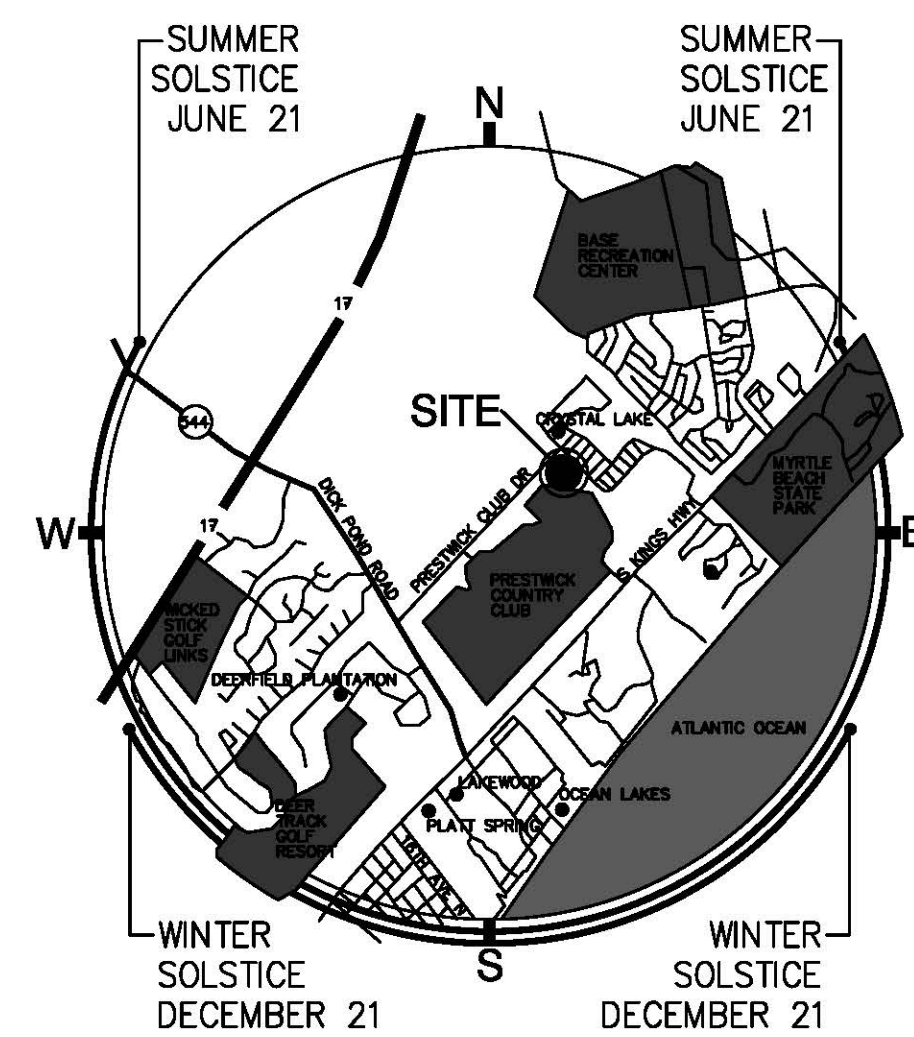 SUMMER
SOLSTICE
JUNE 21
SUMMER
SOLSTICE
JUNE 21
N
BASE
RECREATION
CENTER
17
544
SITE
CRYSTAL LAKE
MYRTLE
BEACH
STATE
PARK
DICK POND ROAD
PRESTWICK CLUB DR
S KINGS HWY
W
17
E
PRESTWICK
COUNTRY
CLUB
WICKED
STICK
GOLF
LINKS
DEERFIELD PLANTATION
ATLANTIC OCEAN
LAKEWOOD
OCEAN LAKES
PLATT SPRING
DEER
TRACK
GOLF
RESORT
16TH AVE N
S
WINTER
SOLSTICE
DECEMBER 21
WINTER
SOLSTICE
DECEMBER 21